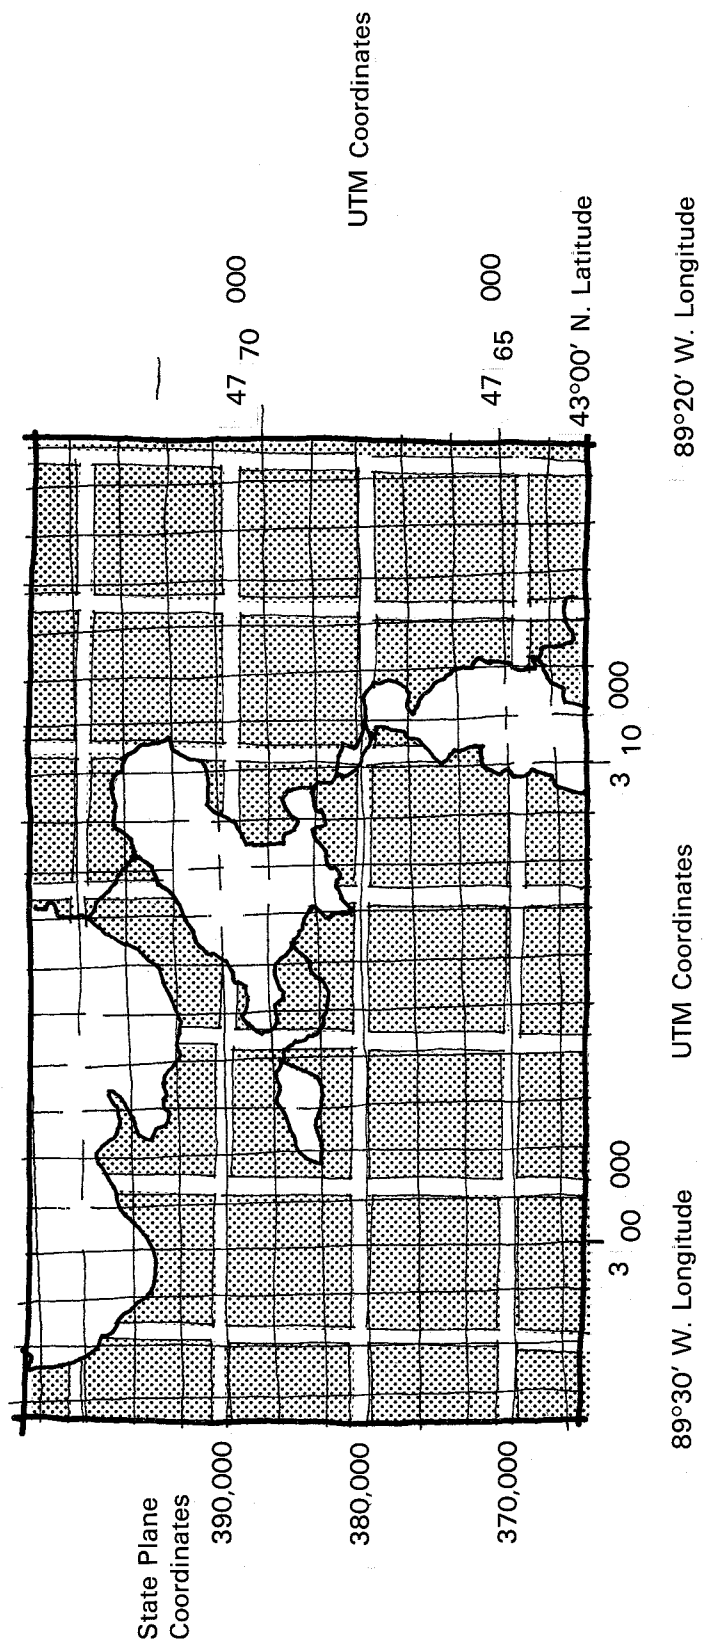 UTM Coordinates
47 70 000
47 65 000
43°00′ N. Latitude
89°20′ W. Longitude
3 10 000
UTM Coordinates
3 00 000
89°30′ W. Longitude
State Plane
Coordinates
390,000
380,000
370,000